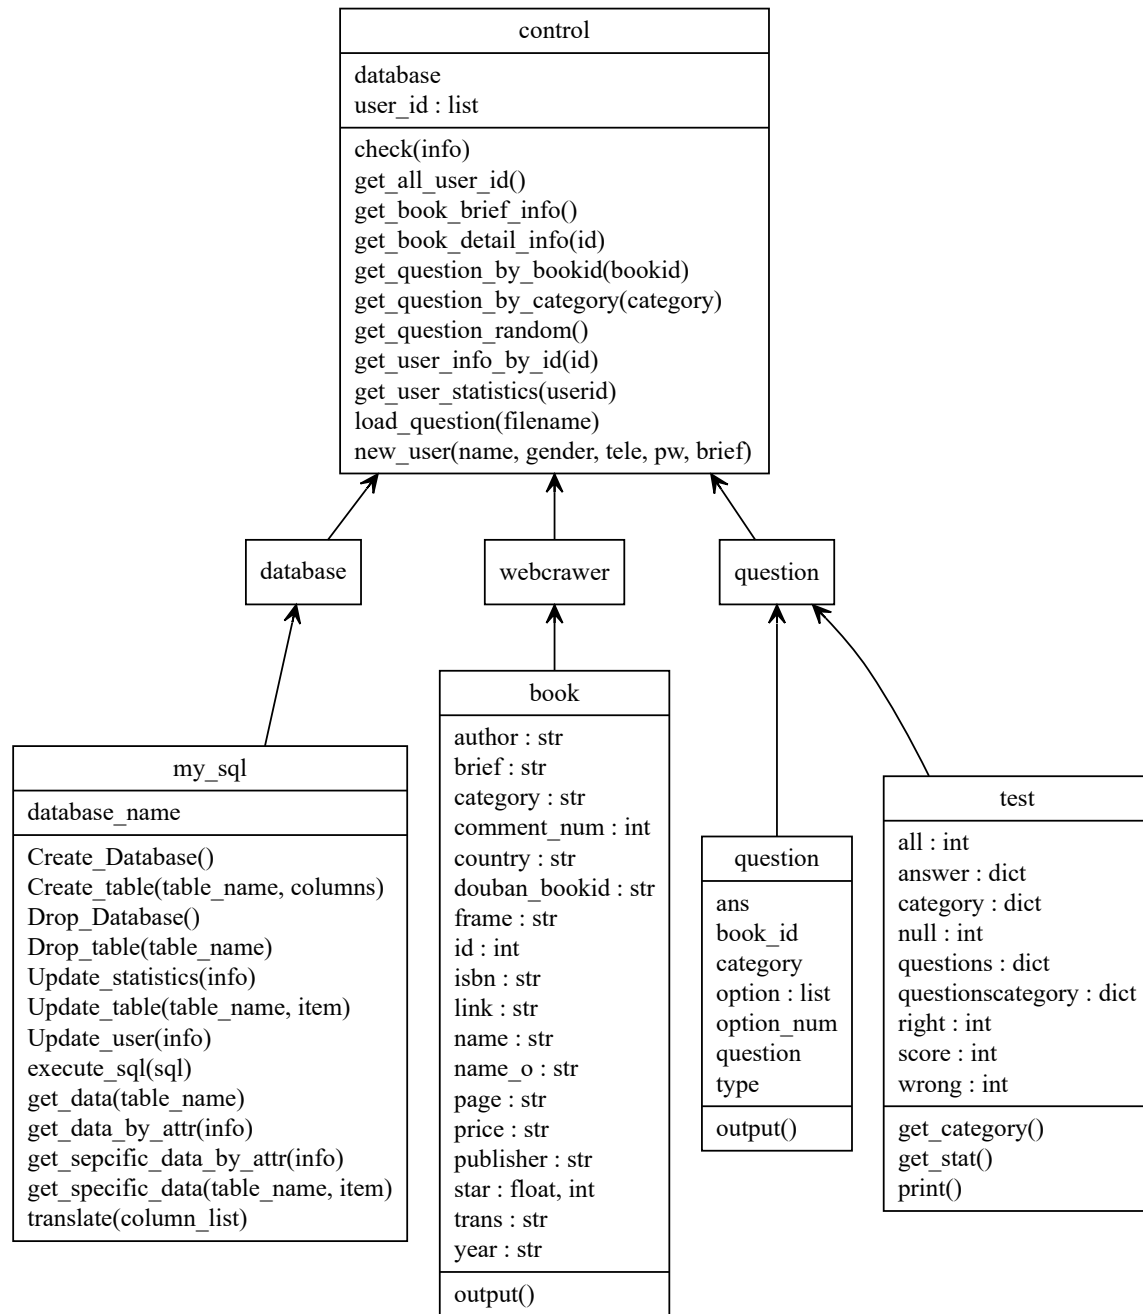 control
database
user_id : list
check(info)
get_all_user_id()
get_book_brief_info()
get_book_detail_info(id)
get_question_by_bookid(bookid)
get_question_by_category(category)
get_question_random()
get_user_info_by_id(id)
get_user_statistics(userid)
load_question(filename)
new_user(name, gender, tele, pw, brief)
database
webcrawer
question
my_sql
database_name
Create_Database()
Create_table(table_name, columns)
Drop_Database()
Drop_table(table_name)
Update_statistics(info)
Update_table(table_name, item)
Update_user(info)
execute_sql(sql)
get_data(table_name)
get_data_by_attr(info)
get_sepcific_data_by_attr(info)
get_specific_data(table_name, item)
translate(column_list)
book
author : str
brief : str
category : str
comment_num : int
country : str
douban_bookid : str
frame : str
id : int
isbn : str
link : str
name : str
name_o : str
page : str
price : str
publisher : str
star : float, int
trans : str
year : str
output()
question
ans
book_id
category
option : list
option_num
question
type
output()
test
all : int
answer : dict
category : dict
null : int
questions : dict
questionscategory : dict
right : int
score : int
wrong : int
get_category()
get_stat()
print()